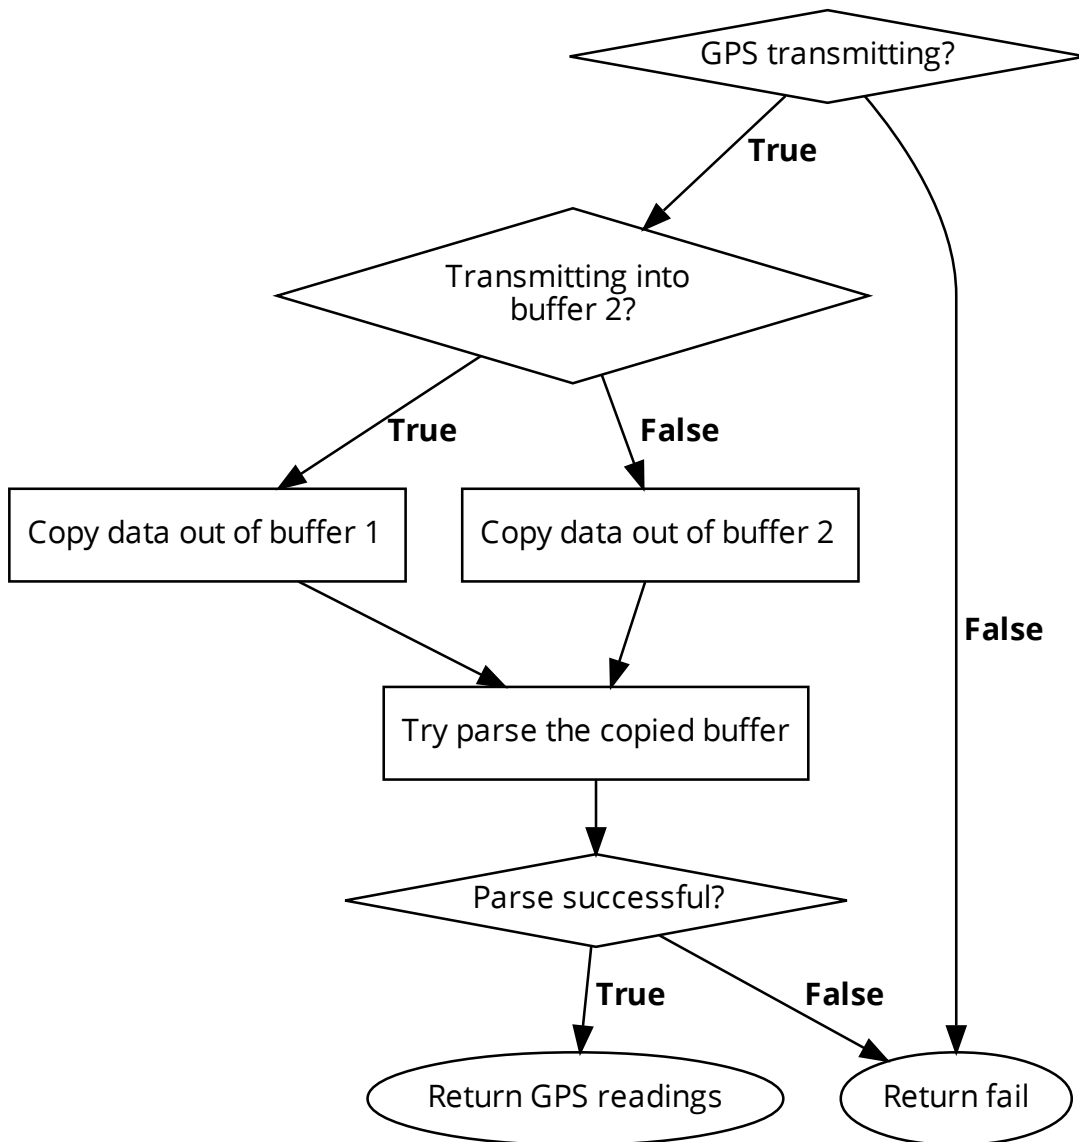 GPS transmitting?
True
Transmitting into
buffer 2?
True
False
Copy data out of buffer 1
Copy data out of buffer 2
False
Try parse the copied buffer
Parse successful?
True
False
Return GPS readings
Return fail